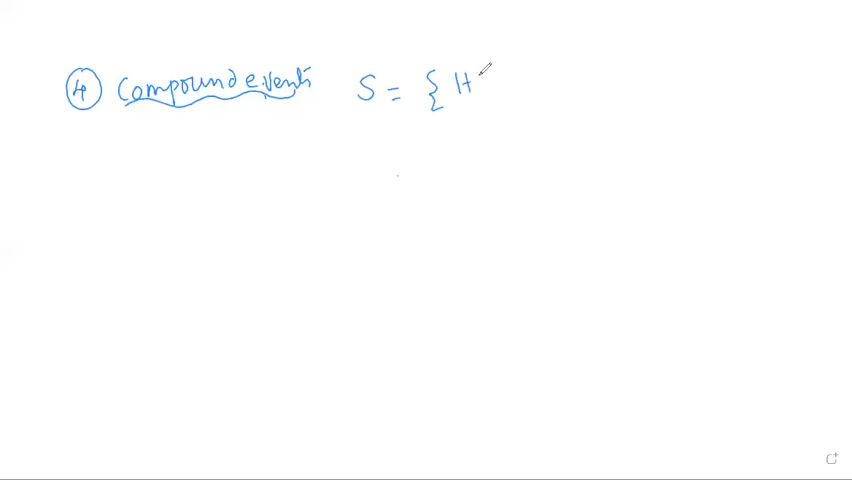 ④ Compound events S = { H